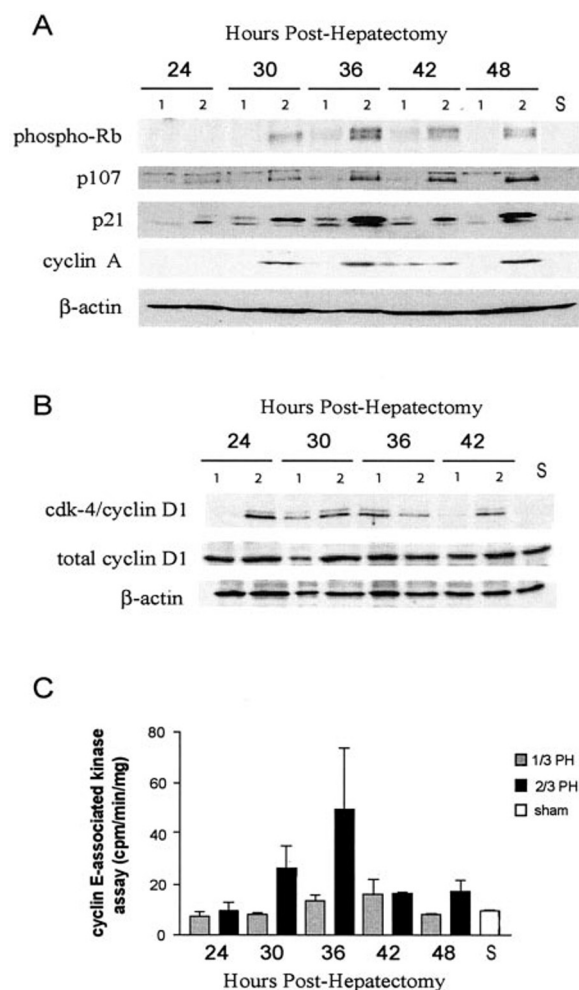 A
Hours Post-Hepatectomy
24 30 36 42 48
1 2 1 2 1 2 1 2 1 2 S
phospho-Rb
p107
p21
cyclin A
β-actin
B
Hours Post-Hepatectomy
24 30 36 42
1 2 1 2 1 2 1 2 S
cdk-4/cyclin D1
total cyclin D1
β-actin
C
cyclin E-associated kinase
assay (cpm/min/mg)
80
60
40
20
0
1/3 PH
2/3 PH
sham
24 30 36 42 48 S
Hours Post-Hepatectomy